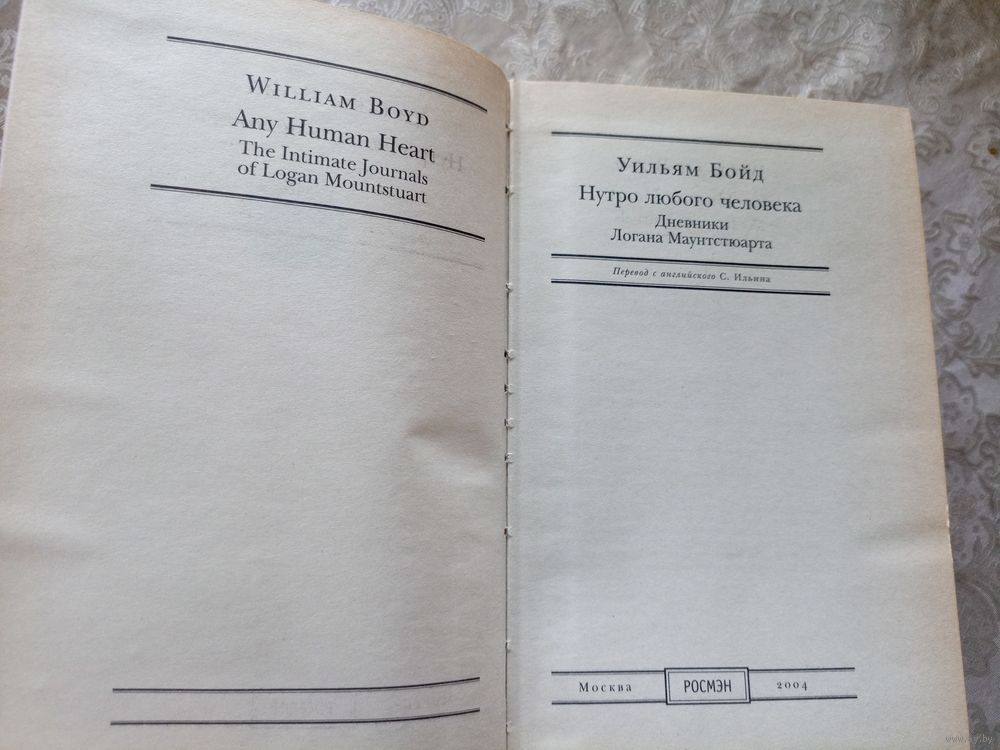 WILLIAM BOYD
Any Human Heart
The Intimate Journals
of Logan Mountstuart
Уильям Бойд
Нутро любого человека
Дневники
Логана Маунтстюарта
Перевод с английского С. Ильина
Москва РОСМЭН 2004